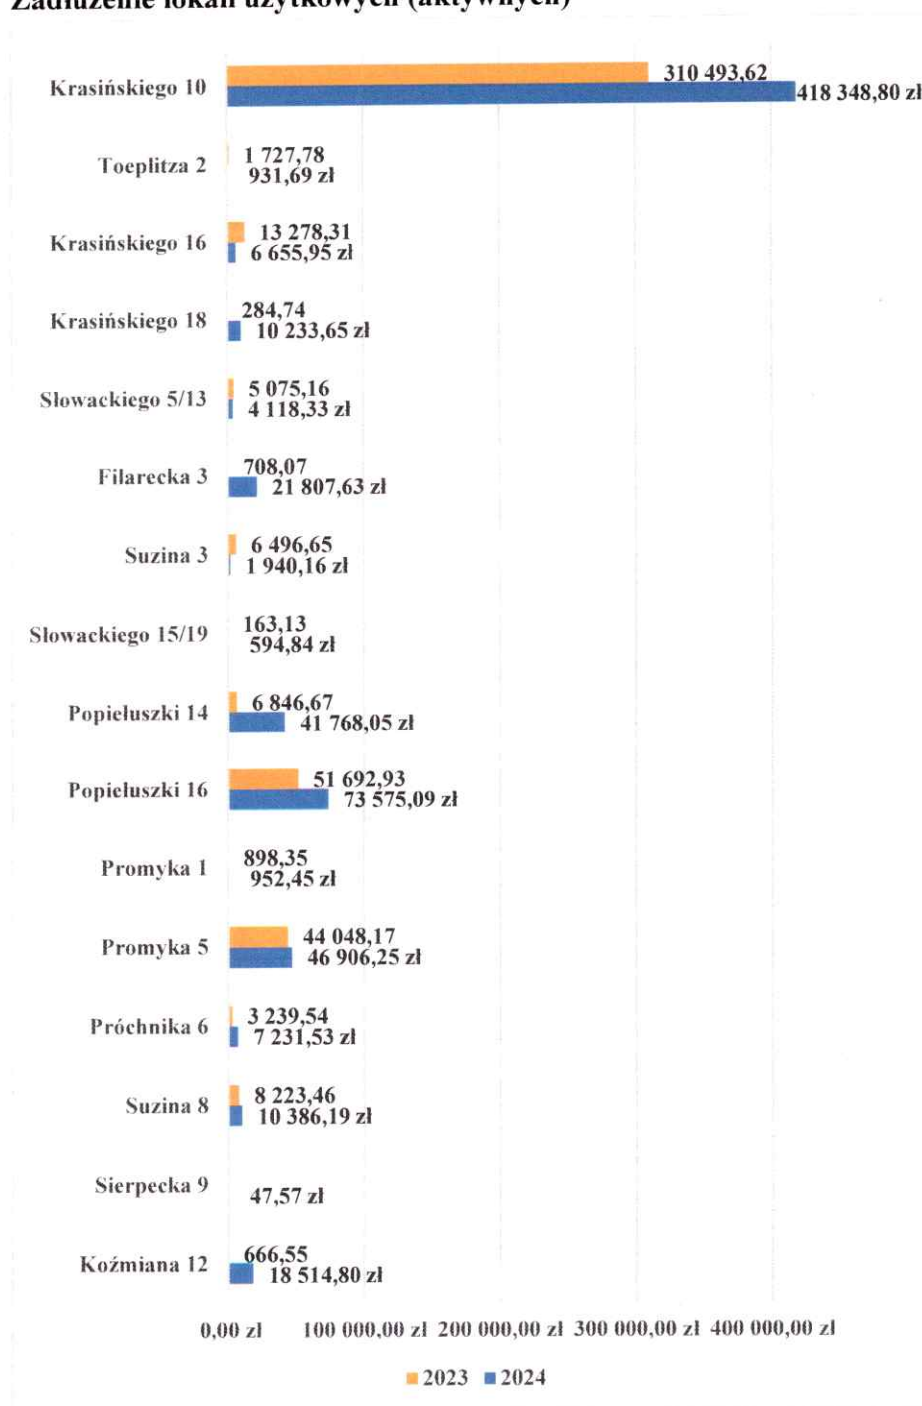 Zadłużenie lokali użytkowych (aktywnych)
Krasińskiego 10
310 493,62
418 348,80 zł
Toeplitza 2
1 727,78
931,69 zł
Krasińskiego 16
13 278,31
6 655,95 zł
Krasińskiego 18
284,74
10 233,65 zł
Słowackiego 5/13
5 075,16
4 118,33 zł
Filarecka 3
708,07
21 807,63 zł
Suzina 3
6 496,65
1 940,16 zł
Słowackiego 15/19
163,13
594,84 zł
Popiełuszki 14
6 846,67
41 768,05 zł
Popiełuszki 16
51 692,93
73 575,09 zł
Promyka 1
898,35
952,45 zł
Promyka 5
44 048,17
46 906,25 zł
Próchnika 6
3 239,54
7 231,53 zł
Suzina 8
8 223,46
10 386,19 zł
Sierpecka 9
47,57 zł
Koźmiana 12
666,55
18 514,80 zł
0,00 zł 100 000,00 zł 200 000,00 zł 300 000,00 zł 400 000,00 zł
2023 2024